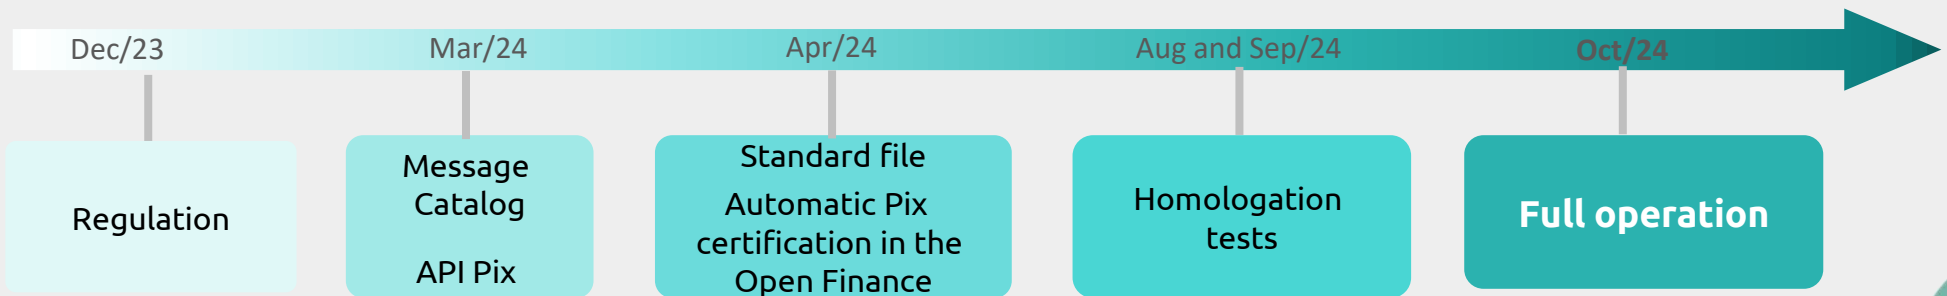 Dec/23
Mar/24
Apr/24
Aug and Sep/24
Oct/24
Regulation
Message
Catalog
API Pix
Standard file
Automatic Pix
certification in the
Open Finance
Homologation
tests
Full operation